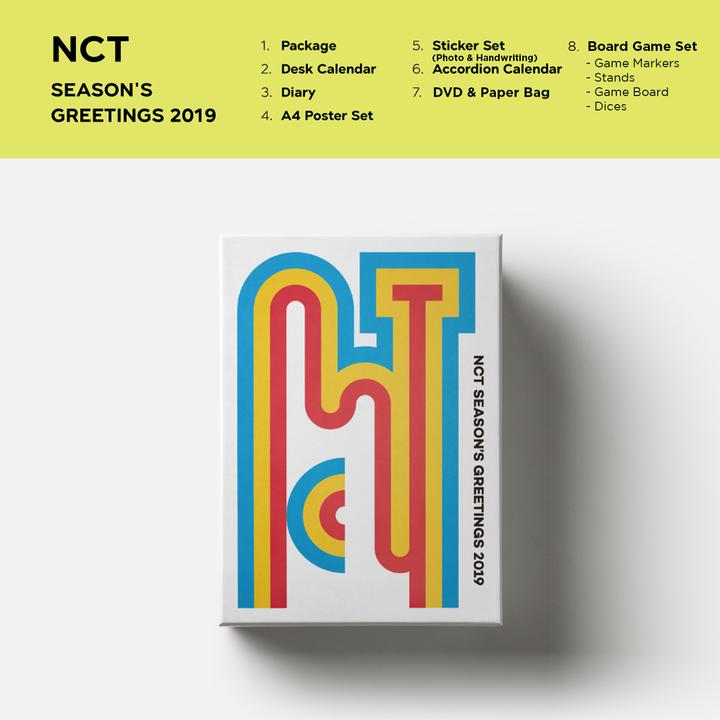 NCT
SEASON'S
GREETINGS 2019
1. Package
2. Desk Calendar
3. Diary
4. A4 Poster Set
5. Sticker Set
(Photo & Handwriting)
6. Accordion Calendar
7. DVD & Paper Bag
8. Board Game Set
- Game Markers
- Stands
- Game Board
- Dices
NCT
NCT SEASON'S GREETINGS 2019